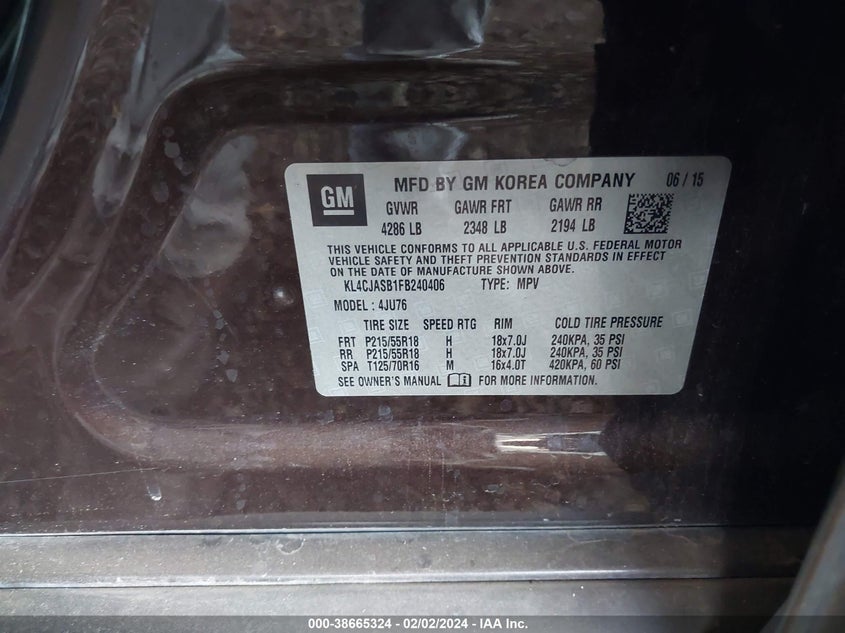 GM
MFD BY GM KOREA COMPANY 06 / 15
GVWR GAWR FRT GAWR RR
4286 LB 2348 LB 2194 LB
THIS VEHICLE CONFORMS TO ALL APPLICABLE U.S. FEDERAL MOTOR
VEHICLE SAFETY AND THEFT PREVENTION STANDARDS IN EFFECT
ON THE DATE OF MANUFACTURE SHOWN ABOVE.
KL4CJASB1FB240406 TYPE: MPV
MODEL : 4JU76
TIRE SIZE SPEED RTG RIM COLD TIRE PRESSURE
FRT P215/55R18 H 18x7.0J 240KPA, 35 PSI
RR P215/55R18 H 18x7.0J 240KPA, 35 PSI
SPA T125/70R16 M 16x4.0T 420KPA, 60 PSI
SEE OWNER'S MANUAL FOR MORE INFORMATION.
000-38665324 / 02/02/2024 - IAA Inc.